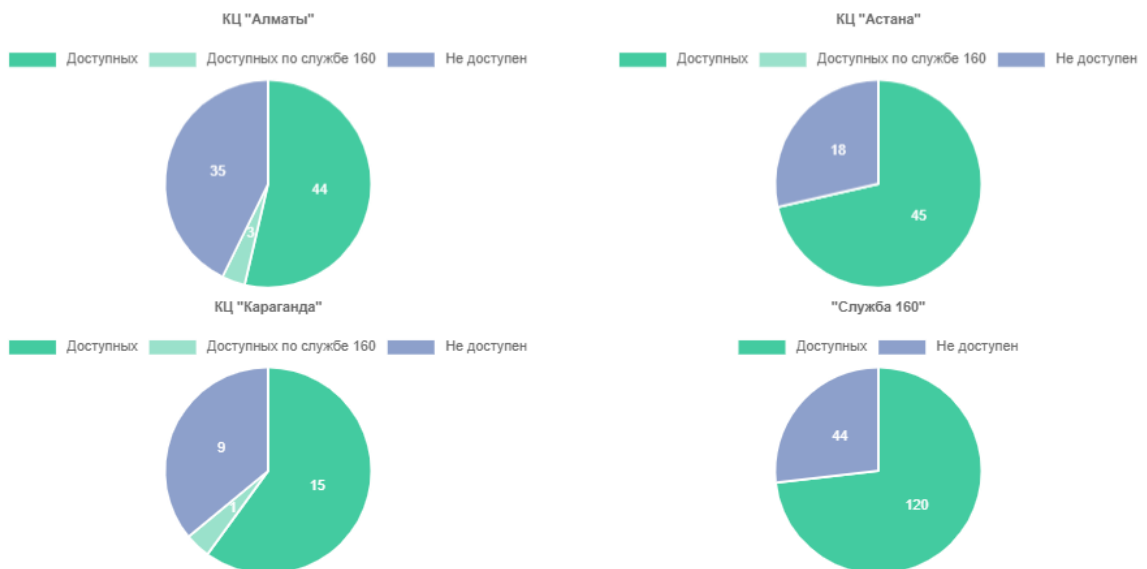 КЦ "Алматы"
Доступных Доступных по службе 160 Не доступен
35
44
3
КЦ "Астана"
Доступных Доступных по службе 160 Не доступен
18
45
КЦ "Караганда"
Доступных Доступных по службе 160 Не доступен
9
15
1
"Служба 160"
Доступных Не доступен
44
120